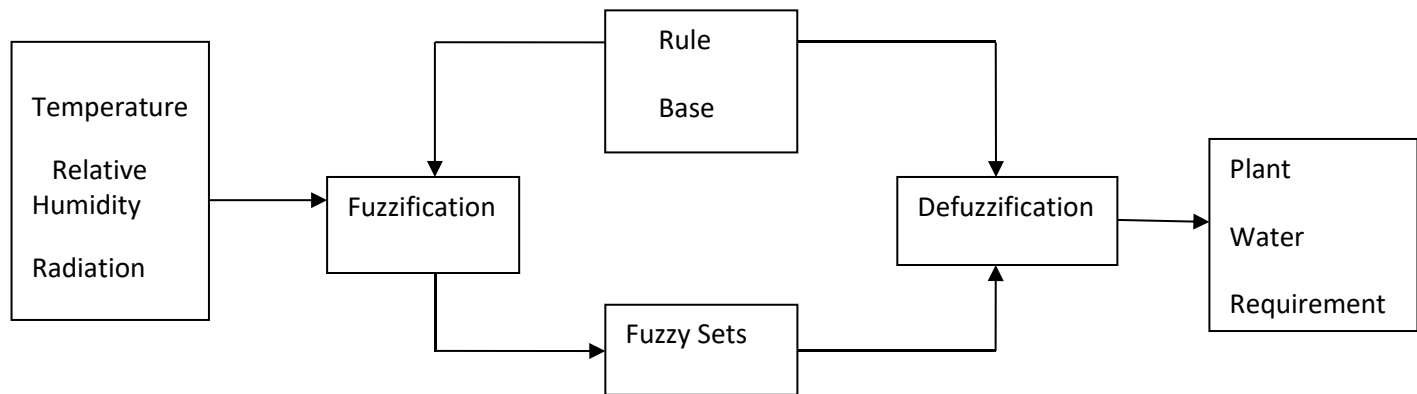 Temperature
Relative
Humidity
Radiation
Fuzzification
Rule
Base
Fuzzy Sets
Defuzzification
Plant
Water
Requirement